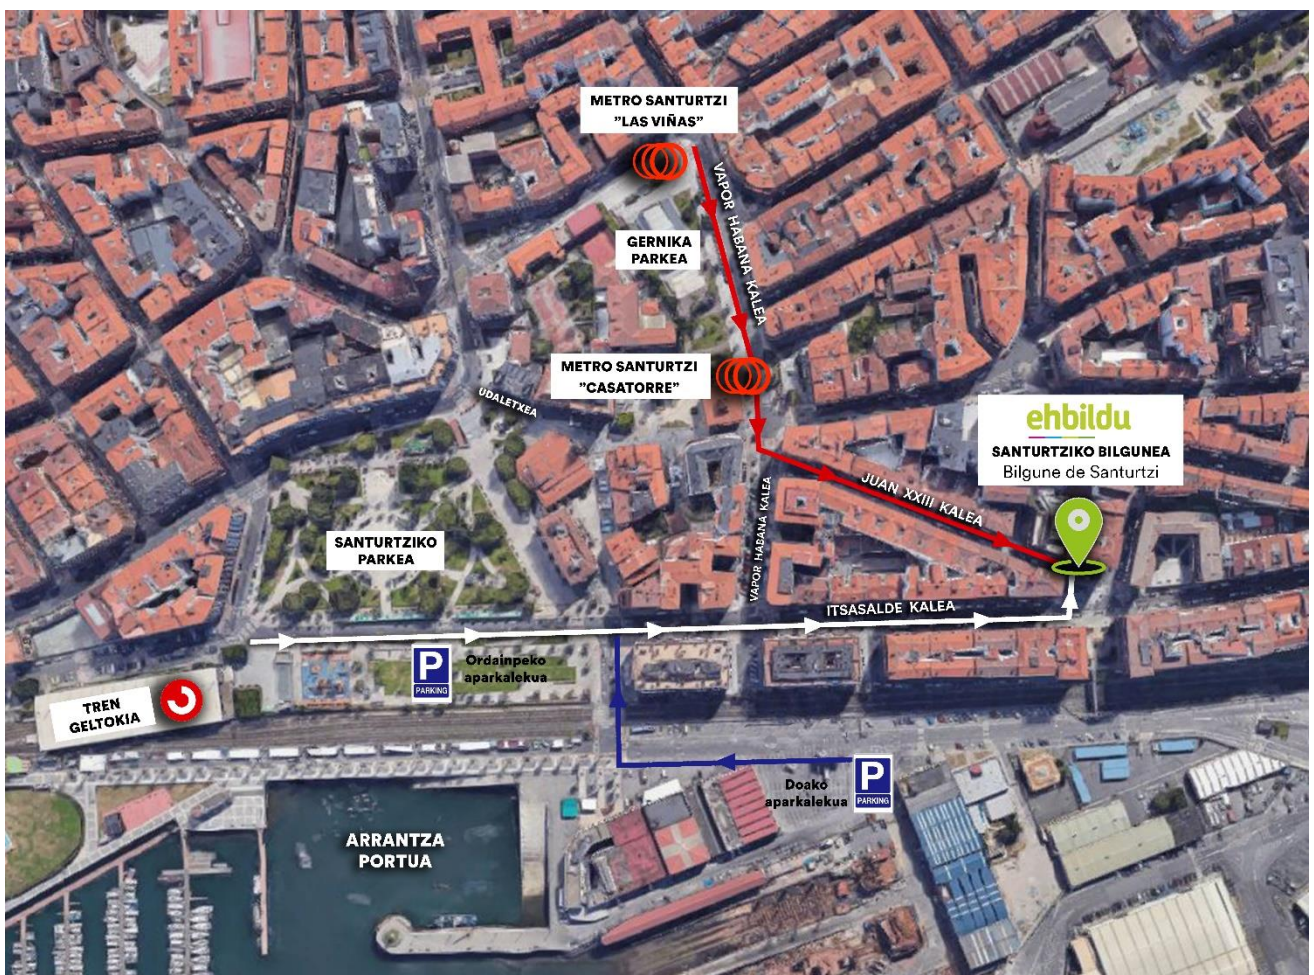 METRO SANTURTZI
"LAS VIÑAS"
VAPOR HABANA KALEA
GERNIKA
PARKEA
METRO SANTURTZI
"CASATORRE"
UDALETXEA
ehbildu
SANTURTZIKO BILGUNEA
Bilgune de Santurtzi
JUAN XXIII KALEA
VAPOR HABANA KALEA
SANTURTZIKO
PARKEA
ITSASALDE KALEA
P
PARKING
Ordainpeko
aparkalekua
TREN
GELTOKIA
Doako
aparkalekua
P
PARKING
ARRANTZA
PORTUA